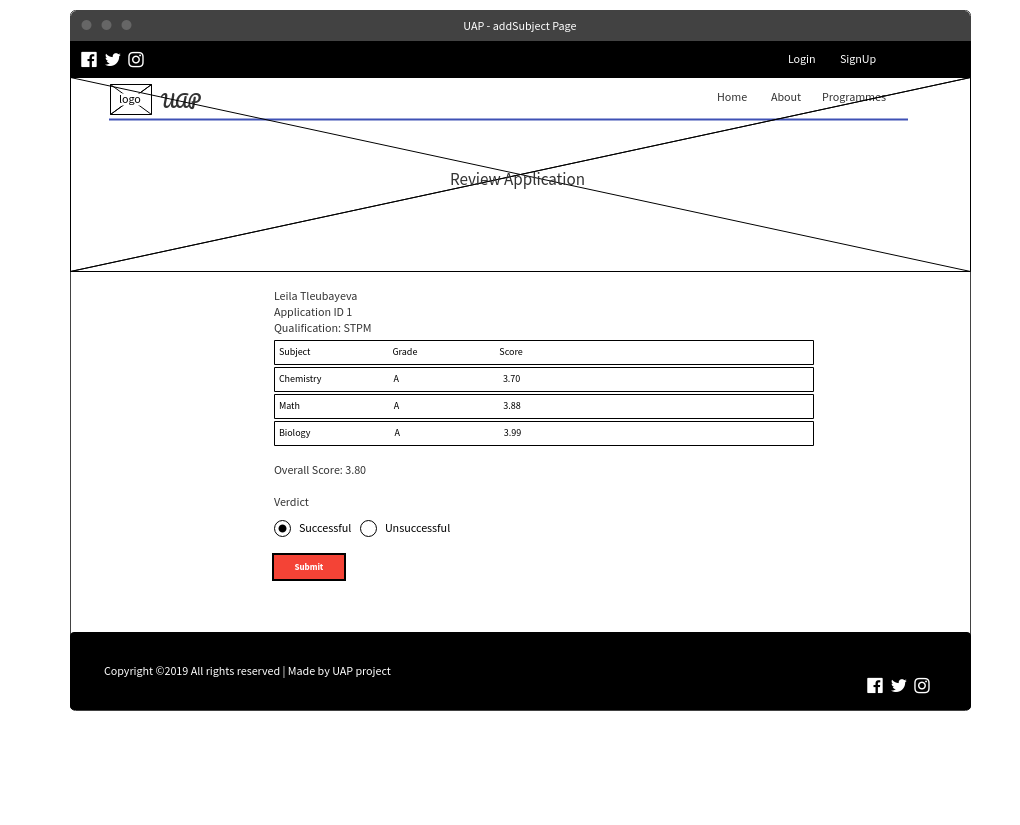 UAP - addSubject Page
Login SignUp
logo UAP Home About Programmes
Review Application
Leila Tleubayeva
Application ID 1
Qualification: STPM
Subject Grade Score
Chemistry A 3.70
Math A 3.88
Biology A 3.99
Overall Score: 3.80
Verdict
Successful Unsuccessful
Submit
Copyright ©2019 All rights reserved | Made by UAP project